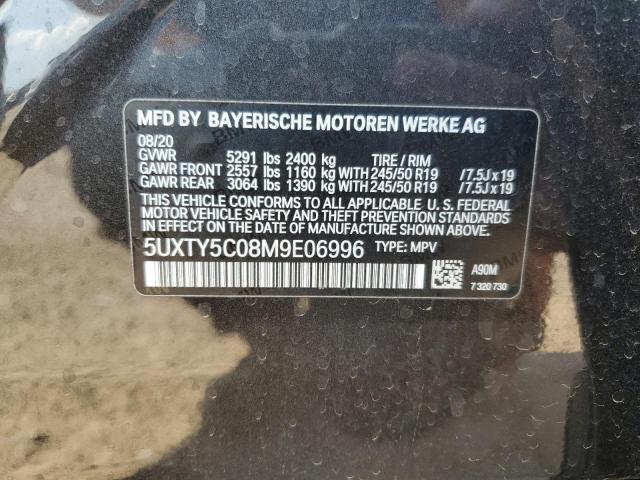 MFD BY BAYERISCHE MOTOREN WERKE AG
08/20
GVWR 5291 lbs 2400 kg TIRE / RIM
GAWR FRONT 2557 lbs 1160 kg WITH 245/50 R19 /7.5J x 19
GAWR REAR 3064 lbs 1390 kg WITH 245/50 R19 /7.5J x 19
THIS VEHICLE CONFORMS TO ALL APPLICABLE U. S. FEDERAL
MOTOR VEHICLE SAFETY, BUMPER, AND THEFT PREVENTION STANDARDS
IN EFFECT ON THE DATE OF MANUFACTURE SHOWN ABOVE.
5UXTY5C08M9E06996 TYPE: MPV
A90M
7 320 730